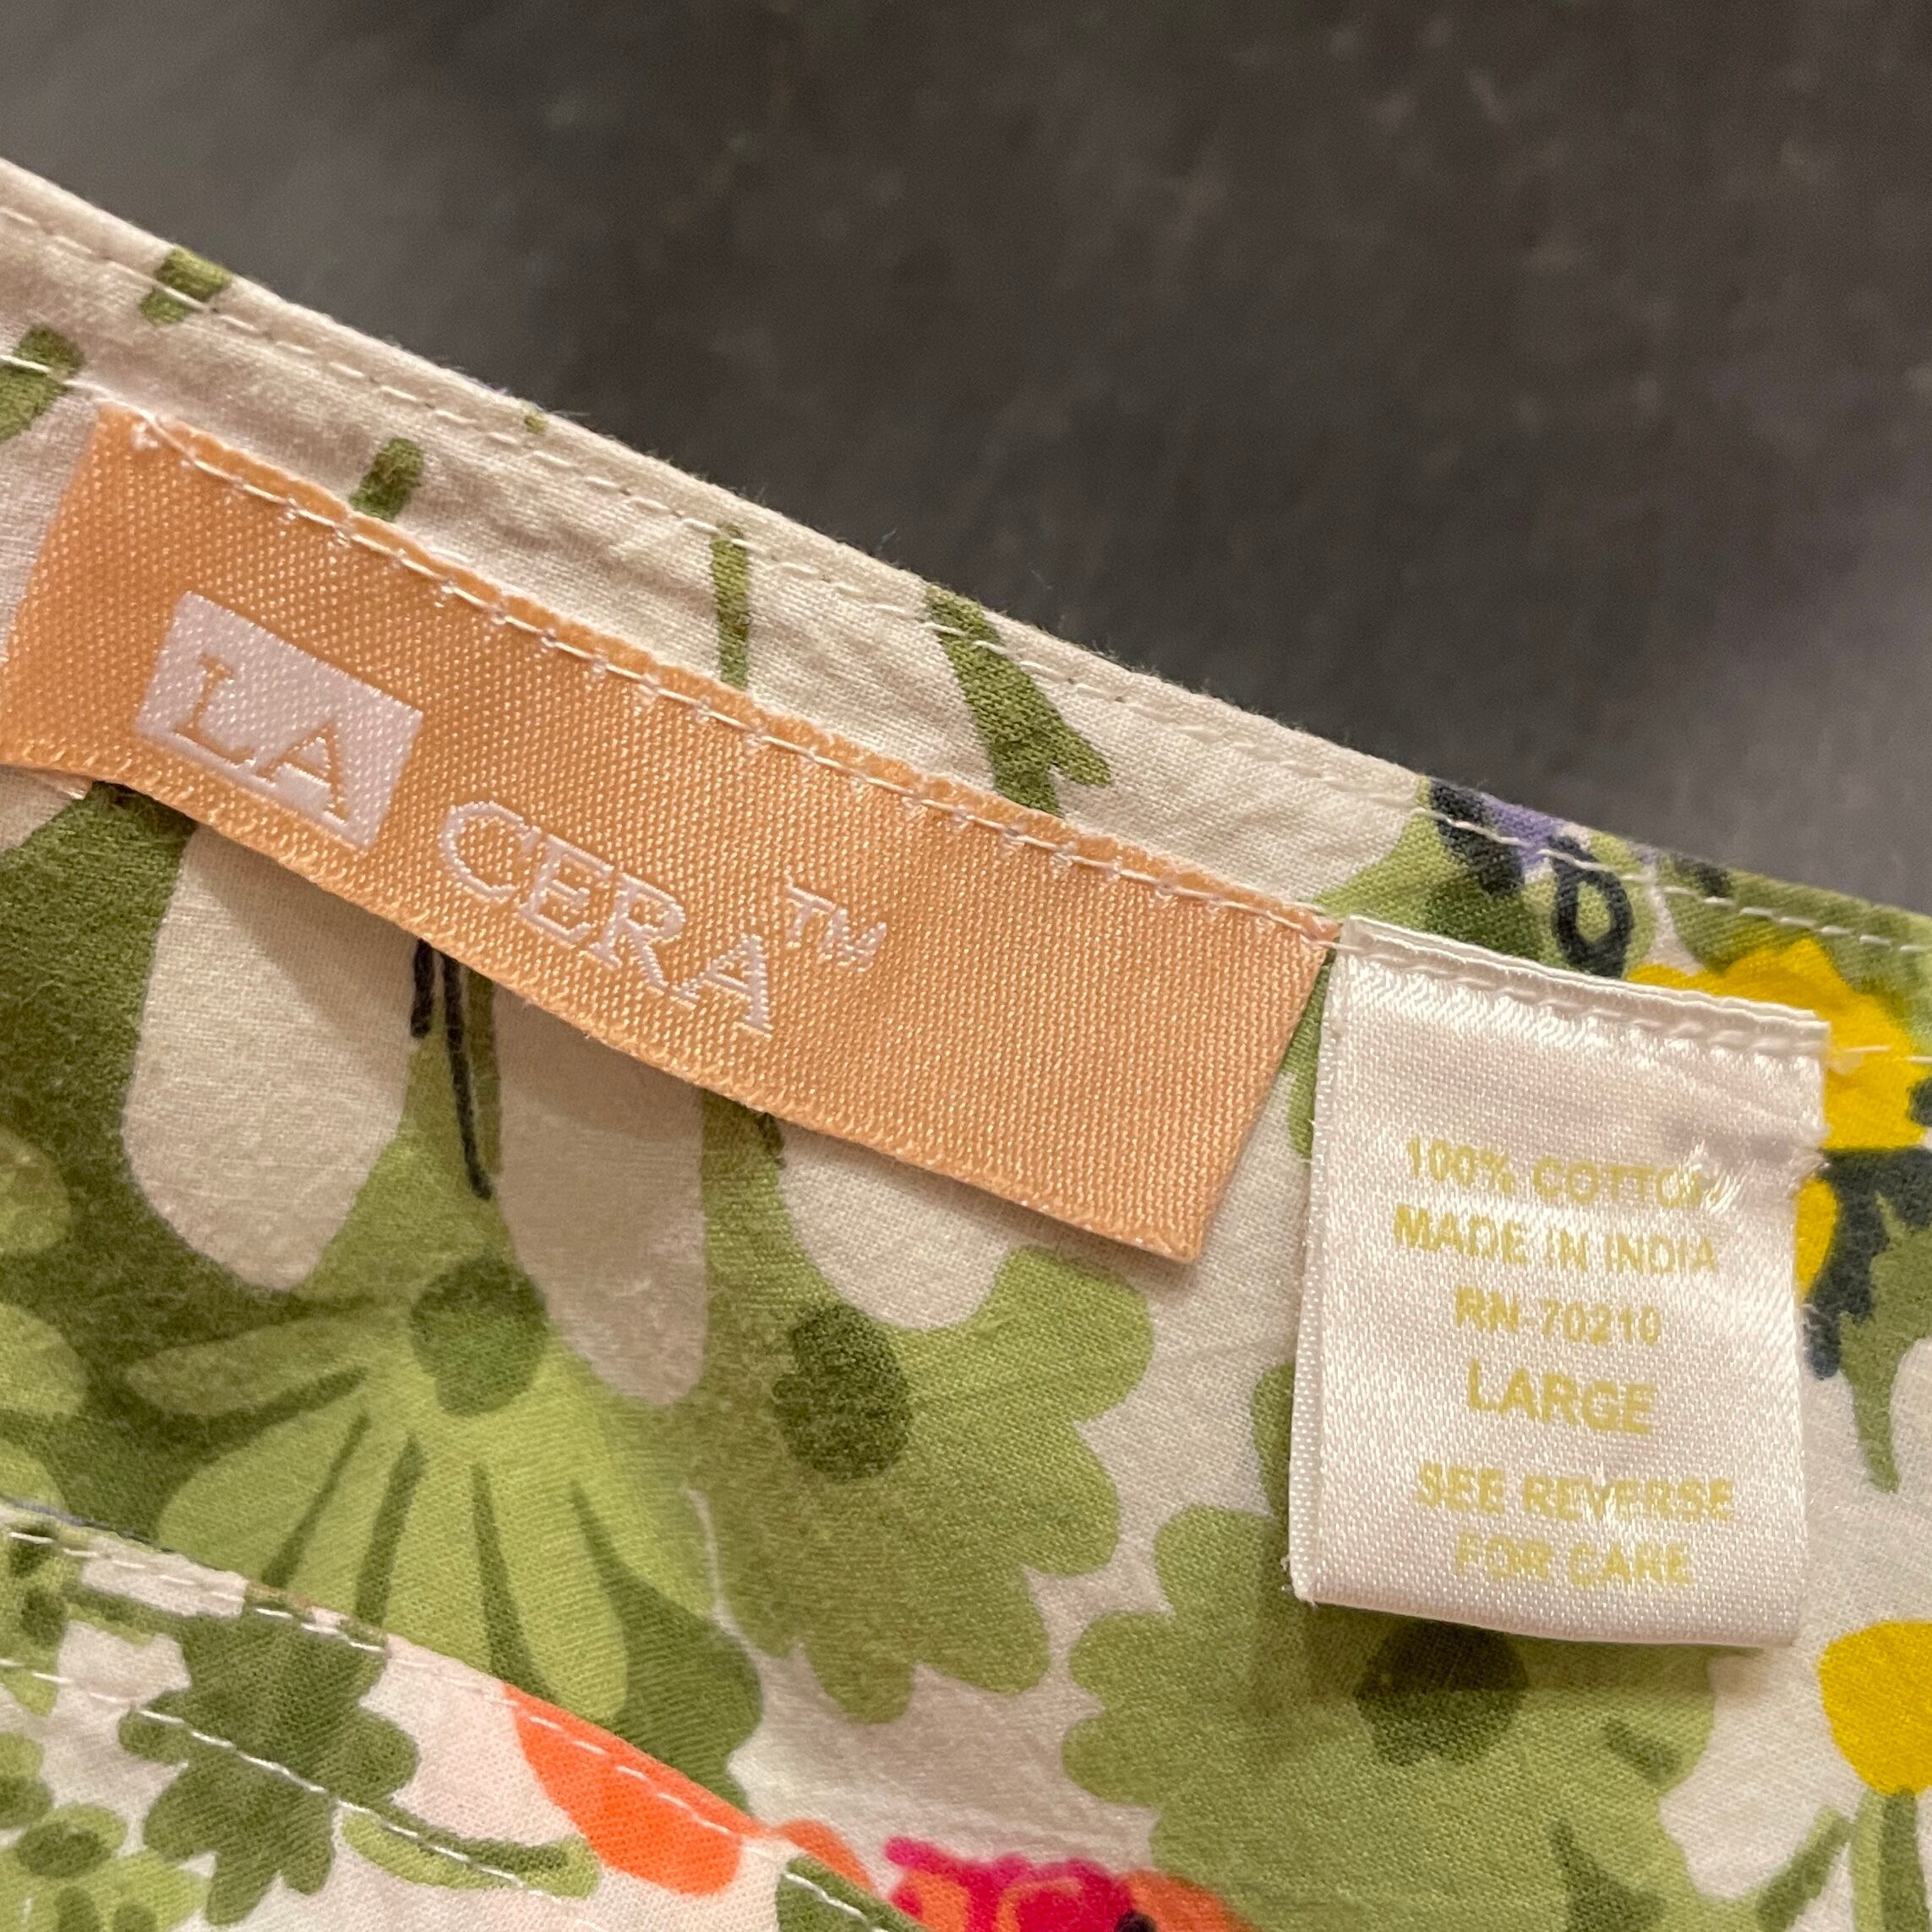 LA CERA™
100% COTTON
MADE IN INDIA
RN-70210
LARGE
SEE REVERSE
FOR CARE